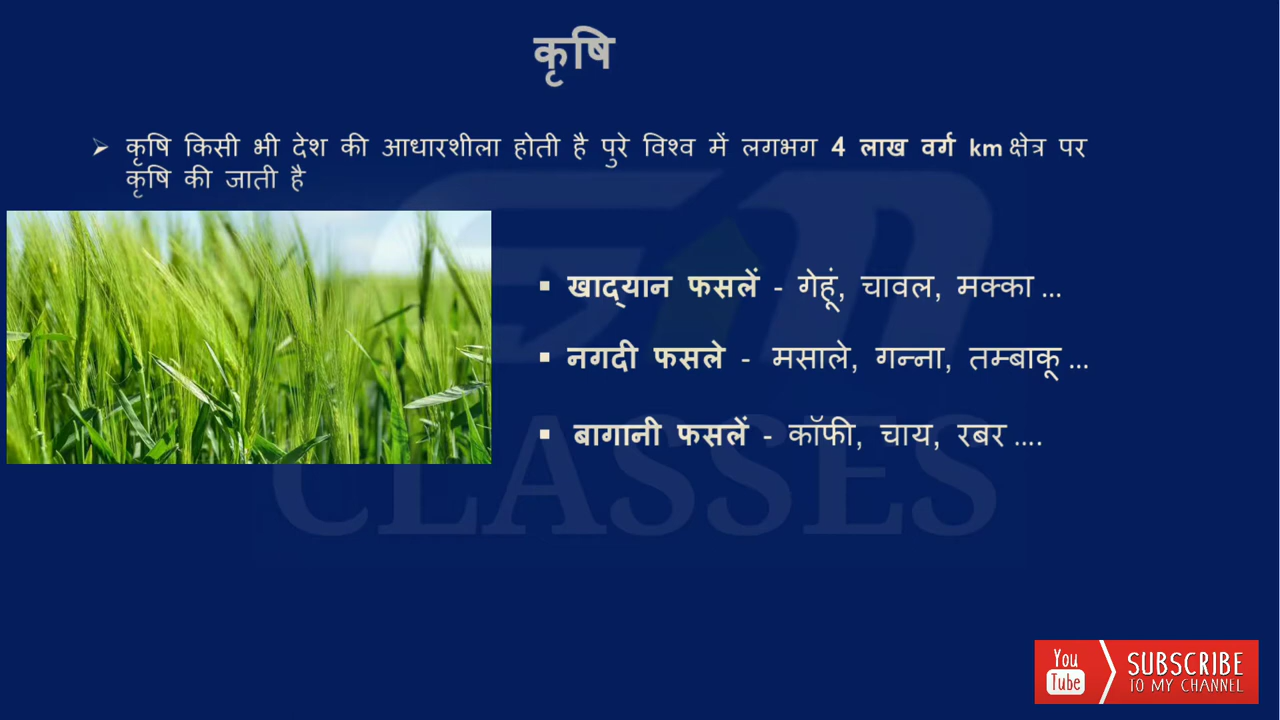 कृषि
➢ कृषि किसी भी देश की आधारशीला होती है पुरे विश्व में लगभग 4 लाख वर्ग km क्षेत्र पर
कृषि की जाती है
▪ खाद्यान फसलें - गेहूं, चावल, मक्का ...
▪ नगदी फसले - मसाले, गन्ना, तम्बाकू ...
▪ बागानी फसलें - कॉफी, चाय, रबर ....
CLASSES
You
Tube
SUBSCRIBE
TO MY CHANNEL